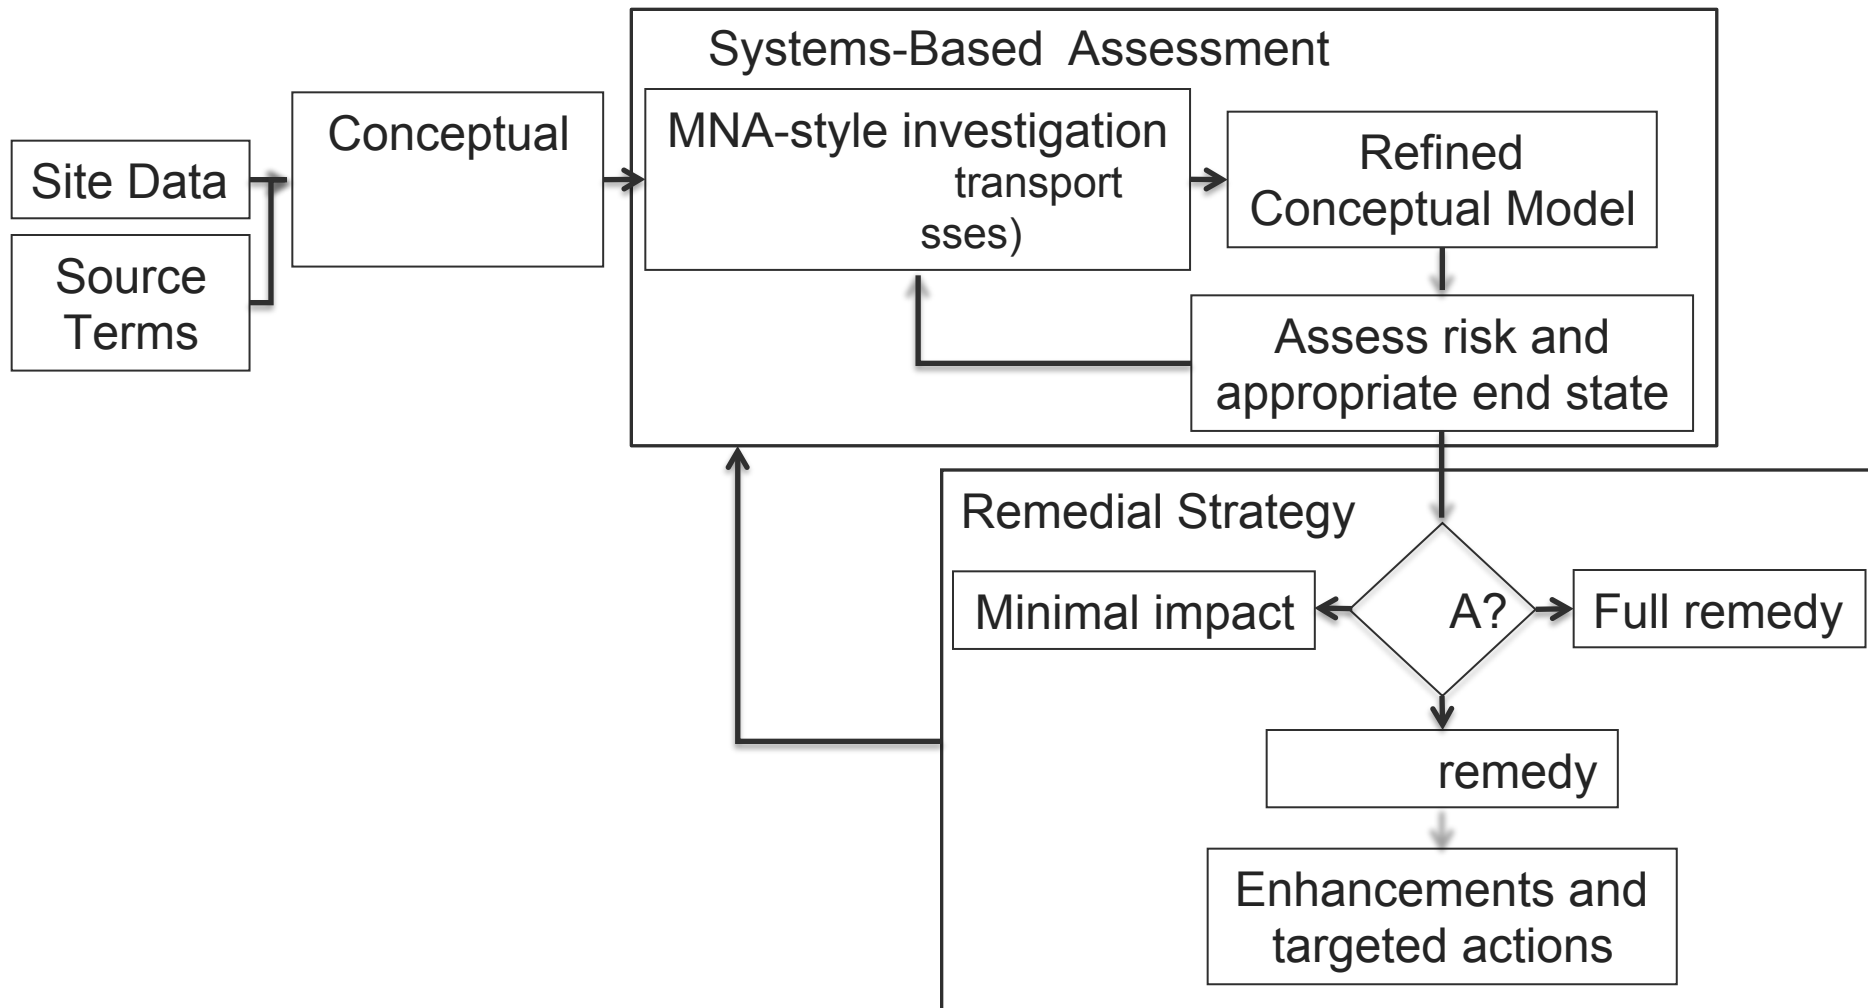 Systems-Based Assessment
Site Data
Source
Terms
Conceptual
MNA-style investigation
transport
sses)
Refined
Conceptual Model
Assess risk and
appropriate end state
Remedial Strategy
Minimal impact
A?
Full remedy
remedy
Enhancements and
targeted actions